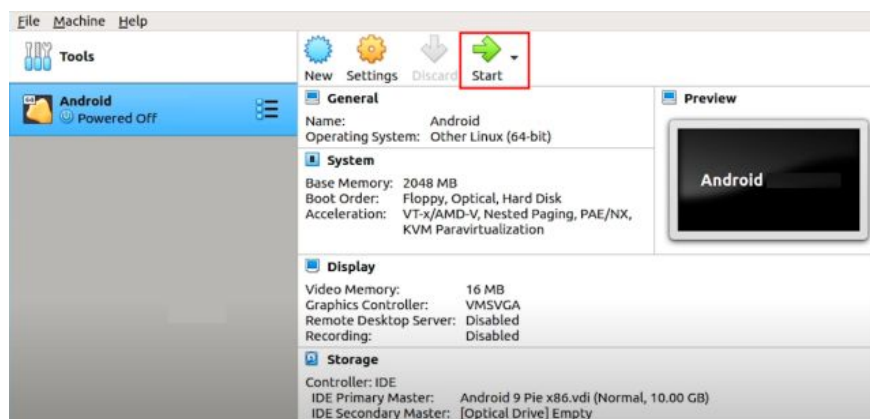 File Machine Help
Tools
New Settings Discard Start
Android
Powered Off
General
Name: Android
Operating System: Other Linux (64-bit)
System
Base Memory: 2048 MB
Boot Order: Floppy, Optical, Hard Disk
Acceleration: VT-x/AMD-V, Nested Paging, PAE/NX,
KVM Paravirtualization
Preview
Android
Display
Video Memory: 16 MB
Graphics Controller: VMSVGA
Remote Desktop Server: Disabled
Recording: Disabled
Storage
Controller: IDE
IDE Primary Master: Android 9 Pie x86.vdi (Normal, 10.00 GB)
IDE Secondary Master: [Optical Drive] Empty